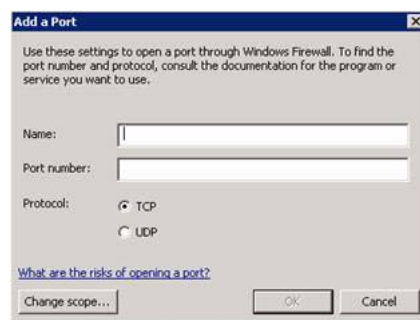 Add a Port
Use these settings to open a port through Windows Firewall. To find the
port number and protocol, consult the documentation for the program or
service you want to use.
Name:
Port number:
Protocol:
TCP
UDP
What are the risks of opening a port?
Change scope...
OK
Cancel